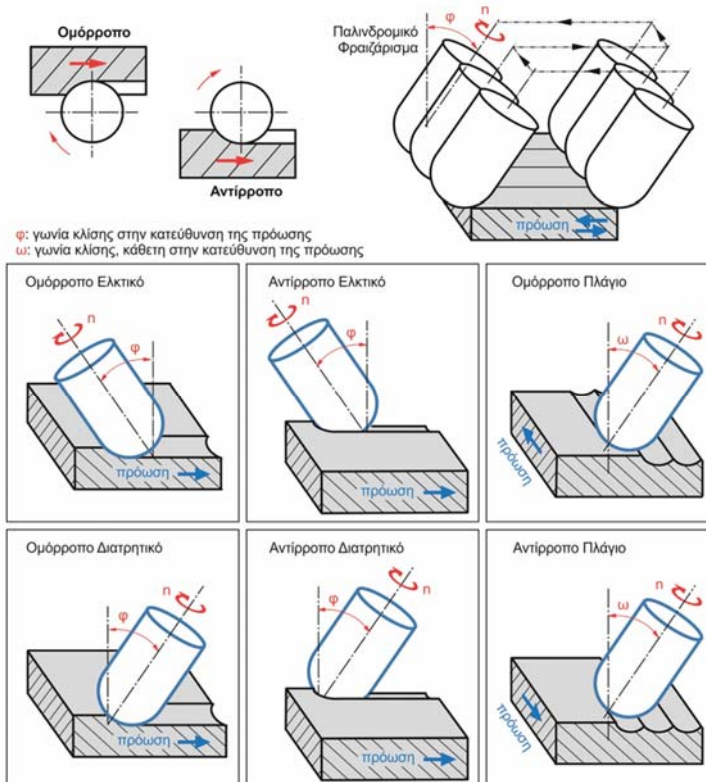 Ομόρροπο
Αντίρροπο
Παλινδρομικό
Φραιζάρισμα
φ
n
πρόωση
φ: γωνία κλίσης στην κατεύθυνση της πρόωσης
ω: γωνία κλίσης, κάθετη στην κατεύθυνση της πρόωσης
Ομόρροπο Ελκτικό
n
φ
πρόωση
Αντίρροπο Ελκτικό
n
φ
πρόωση
Ομόρροπο Πλάγιο
n
ω
πρόωση
Ομόρροπο Διατρητικό
n
φ
πρόωση
Αντίρροπο Διατρητικό
n
φ
πρόωση
Αντίρροπο Πλάγιο
n
ω
πρόωση